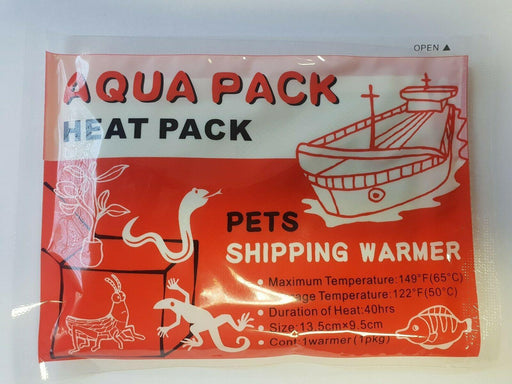 OPEN ▲
AQUA PACK
HEAT PACK
PETS
SHIPPING WARMER
• Maximum Temperature:149°F(65°C)
Temperature:122°F(50°C)
• Duration of Heat:40hrs
• Size:13.5cm×9.5cm
• Cont:1warmer(1pkg)